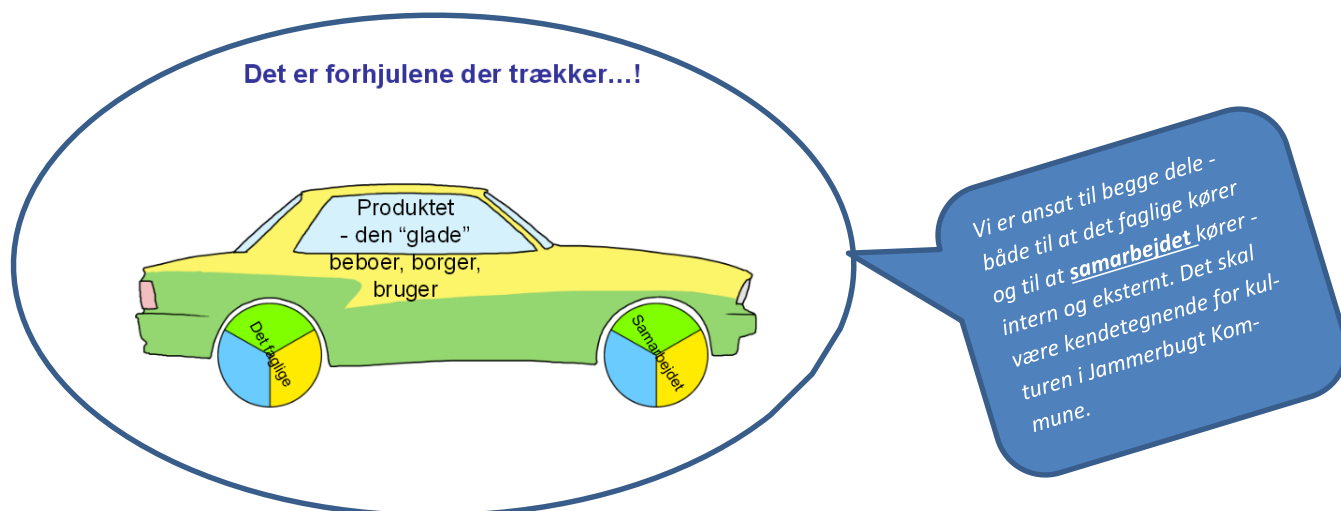 Det er forhjulene der trækker…!
Produktet
- den “glade”
beboer, borger,
bruger
Det faglige
Samarbejdet
Vi er ansat til begge dele -
både til at det faglige kører
og til at samarbejdet kører -
intern og eksternt. Det skal
være kendetegnende for kul-
turen i Jammerbugt Kom-
mune.